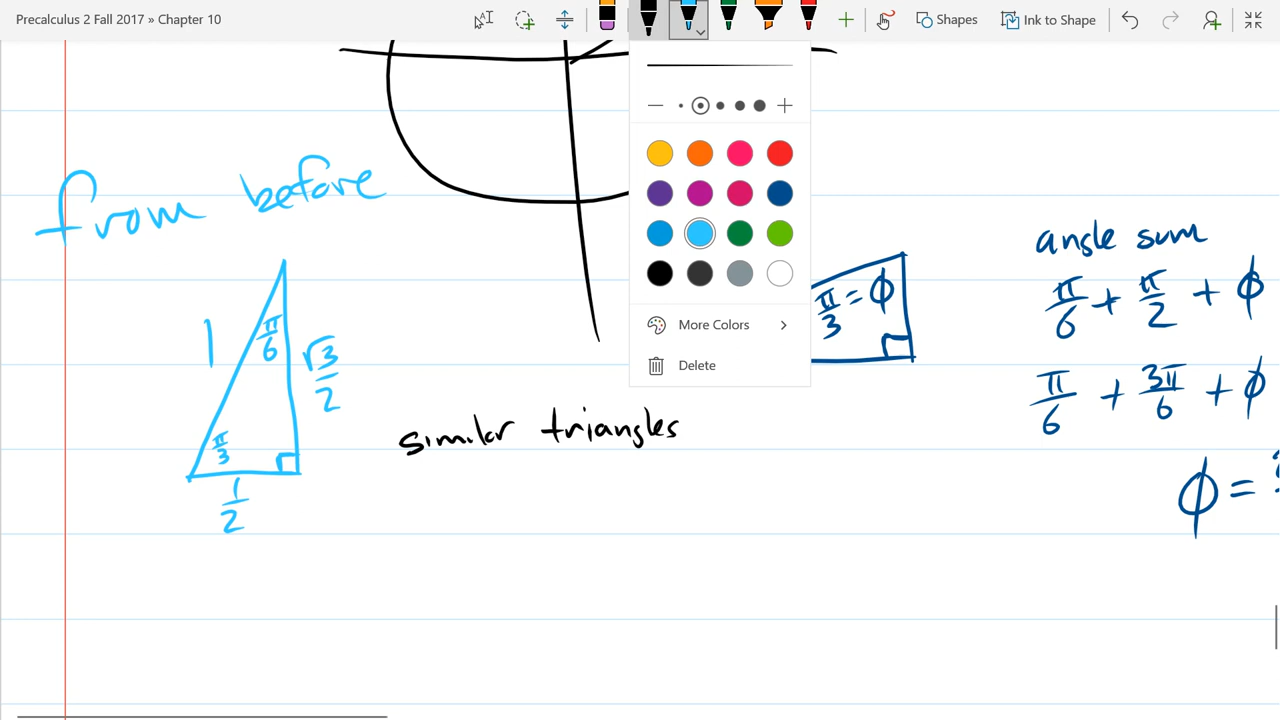 Precalculus 2 Fall 2017 » Chapter 10
Shapes
Ink to Shape
More Colors
Delete
from before
1
π/6
√3/2
π/3
1/2
similar triangles
π/3 = ϕ
angle sum
π/6 + π/2 + ϕ
π/6 + 3π/6 + ϕ
ϕ =